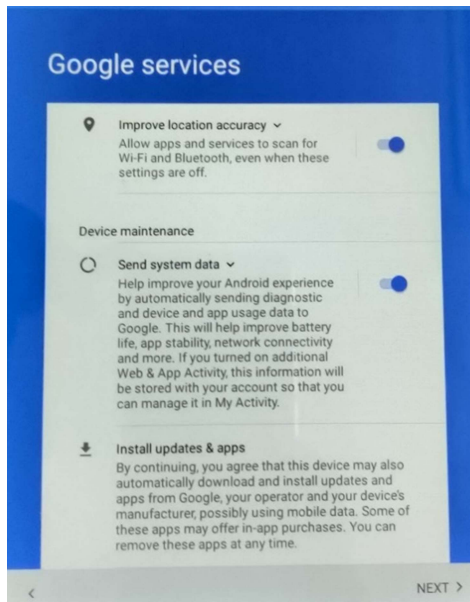 Google services
Improve location accuracy
Allow apps and services to scan for
Wi-Fi and Bluetooth, even when these
settings are off.
Device maintenance
Send system data
Help improve your Android experience
by automatically sending diagnostic
and device and app usage data to
Google. This will help improve battery
life, app stability, network connectivity
and more. If you turned on additional
Web & App Activity, this information will
be stored with your account so that you
can manage it in My Activity.
Install updates & apps
By continuing, you agree that this device may also
automatically download and install updates and
apps from Google, your operator and your device's
manufacturer, possibly using mobile data. Some of
these apps may offer in-app purchases. You can
remove these apps at any time.
NEXT